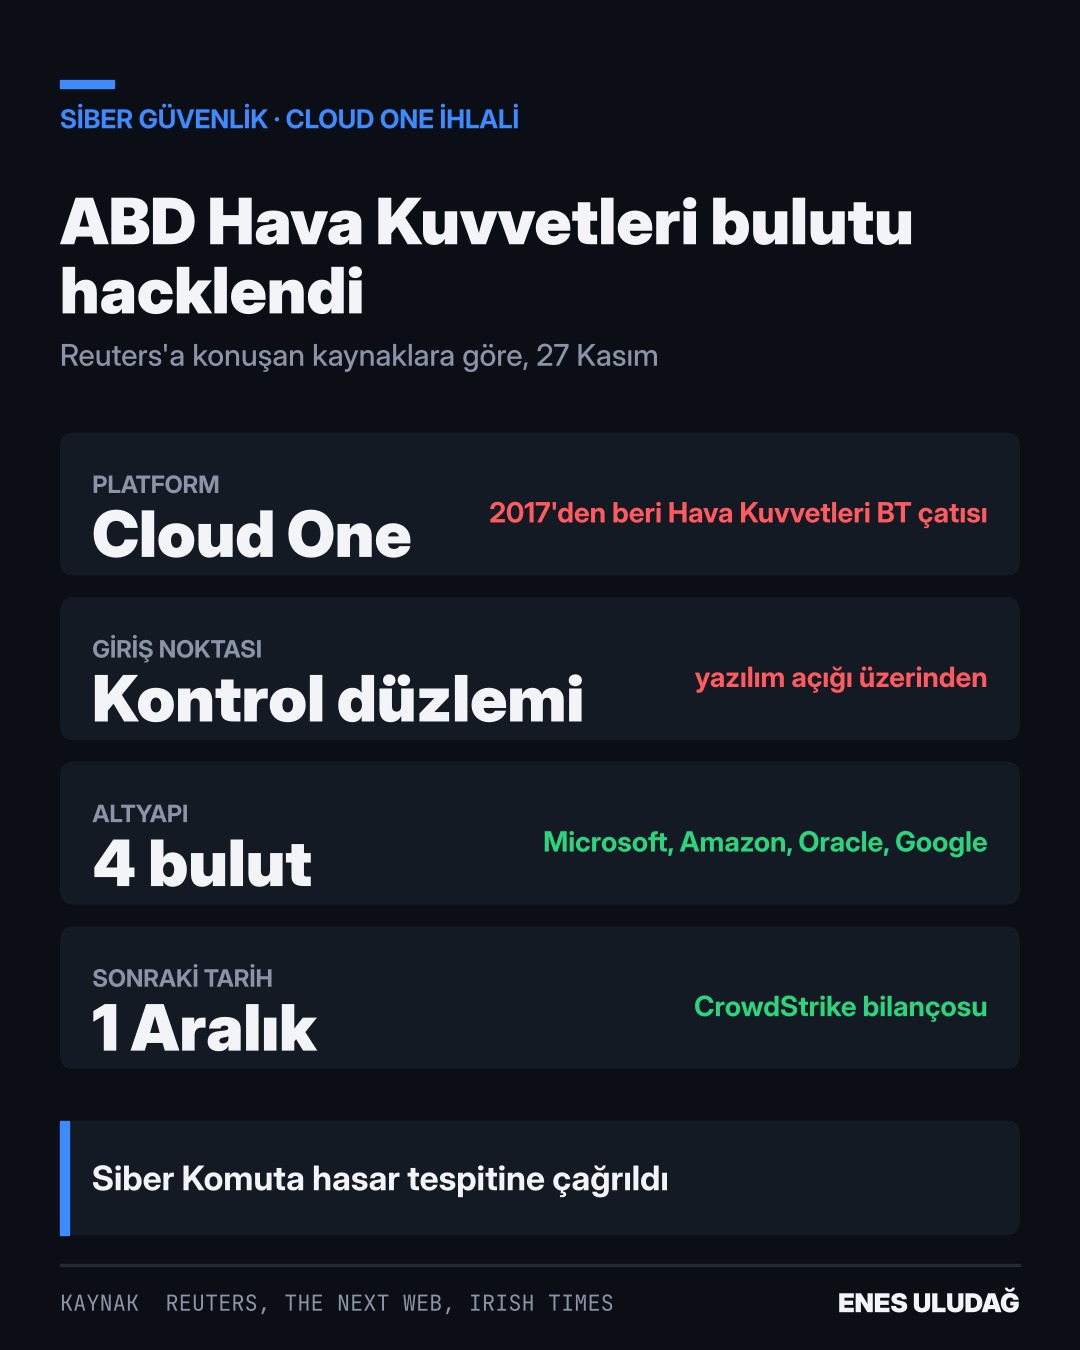 SİBER GÜVENLİK · CLOUD ONE İHLALİ
ABD Hava Kuvvetleri bulutu
hacklendi
Reuters'a konuşan kaynaklara göre, 27 Kasım
PLATFORM
Cloud One
2017'den beri Hava Kuvvetleri BT çatısı
GİRİŞ NOKTASI
Kontrol düzlemi
yazılım açığı üzerinden
ALTYAPI
4 bulut
Microsoft, Amazon, Oracle, Google
SONRAKİ TARİH
1 Aralık
CrowdStrike bilançosu
Siber Komuta hasar tespitine çağrıldı
KAYNAK REUTERS, THE NEXT WEB, IRISH TIMES
ENES ULUDAĞ